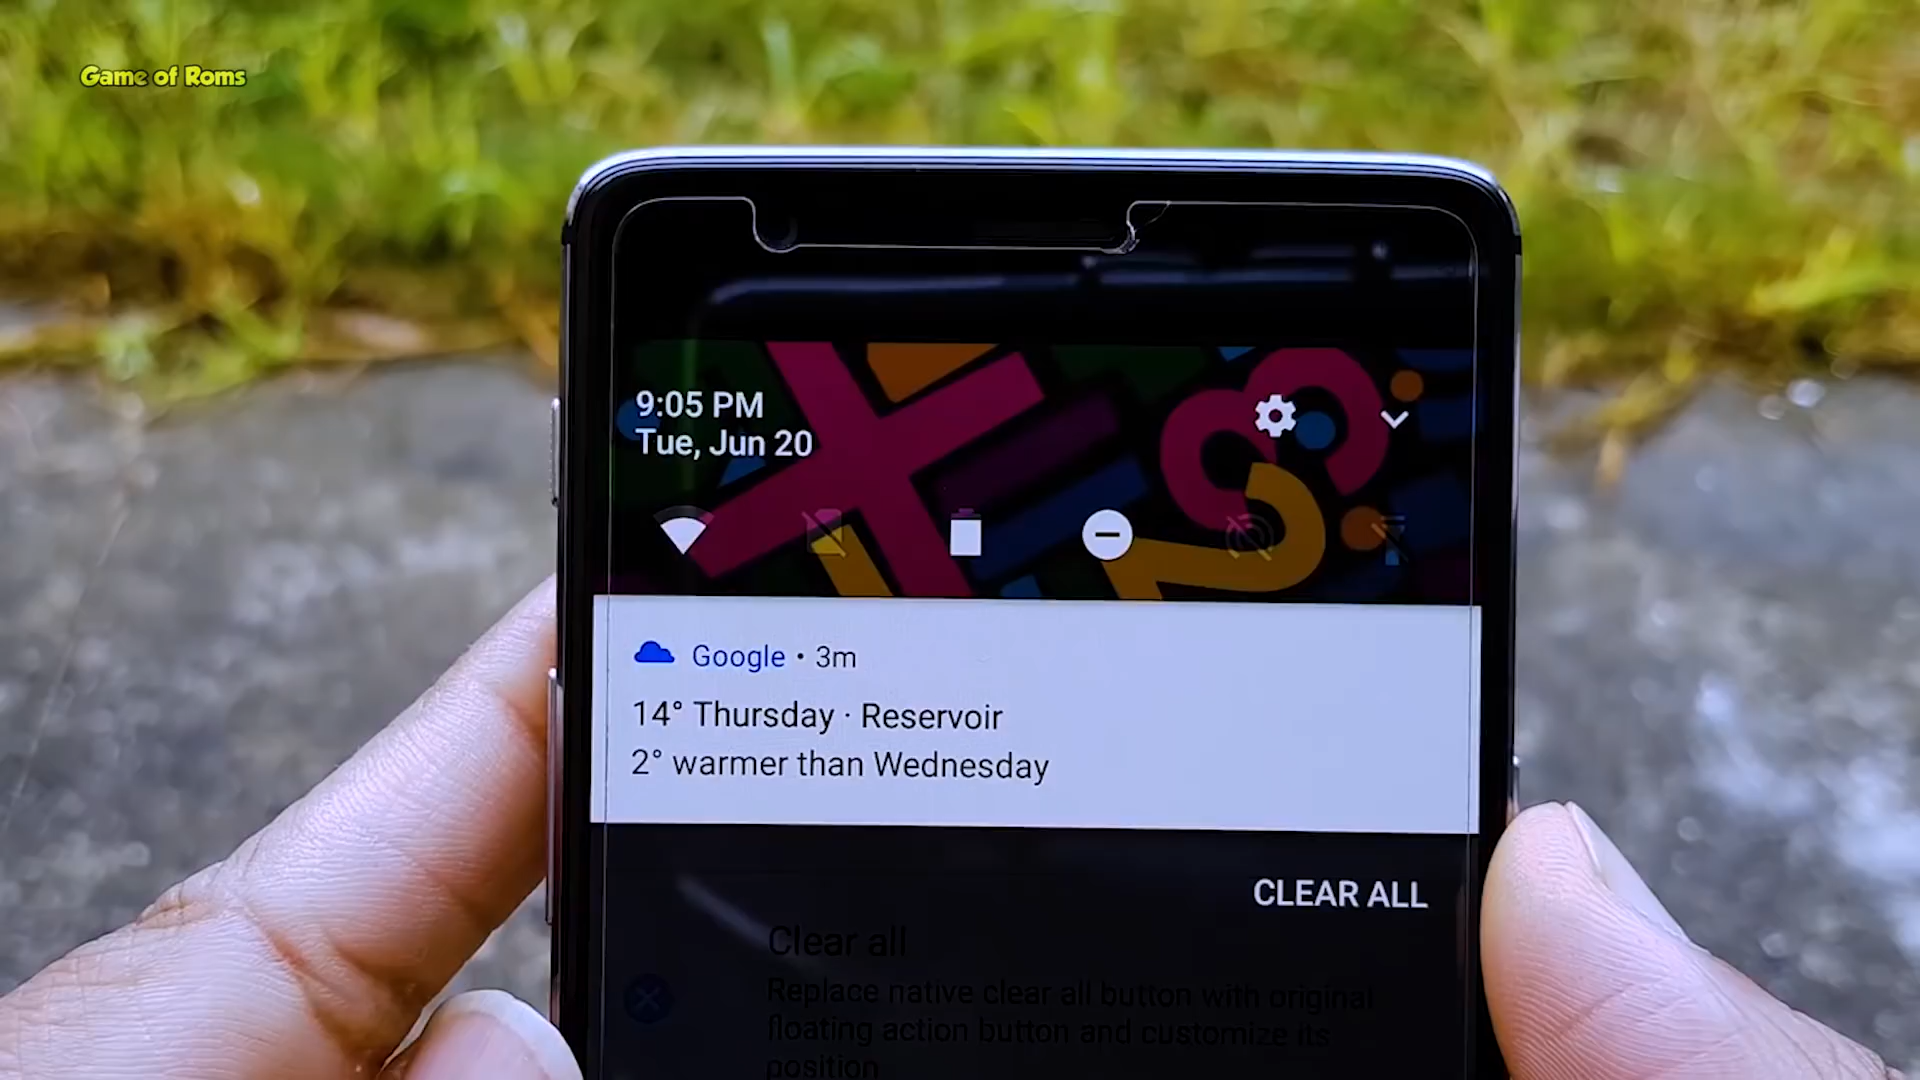 Game of Roms
9:05 PM
Tue, Jun 20
Google • 3m
14° Thursday · Reservoir
2° warmer than Wednesday
CLEAR ALL
Clear all
Replace native clear all button with original
floating action button and customize its
position